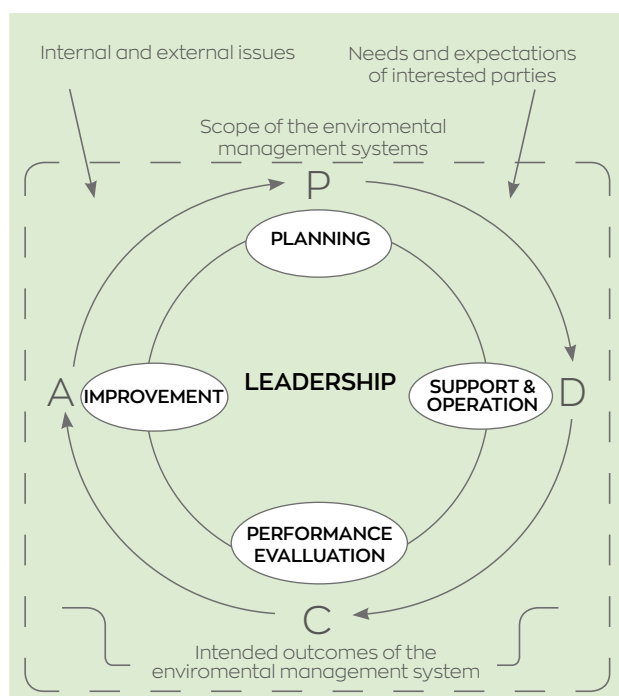 Internal and external issues
Needs and expectations
of interested parties
Scope of the enviromental
management systems
P
PLANNING
A
IMPROVEMENT
LEADERSHIP
SUPPORT &
OPERATION
D
PERFORMANCE
EVALLUATION
C
Intended outcomes of the
enviromental management system